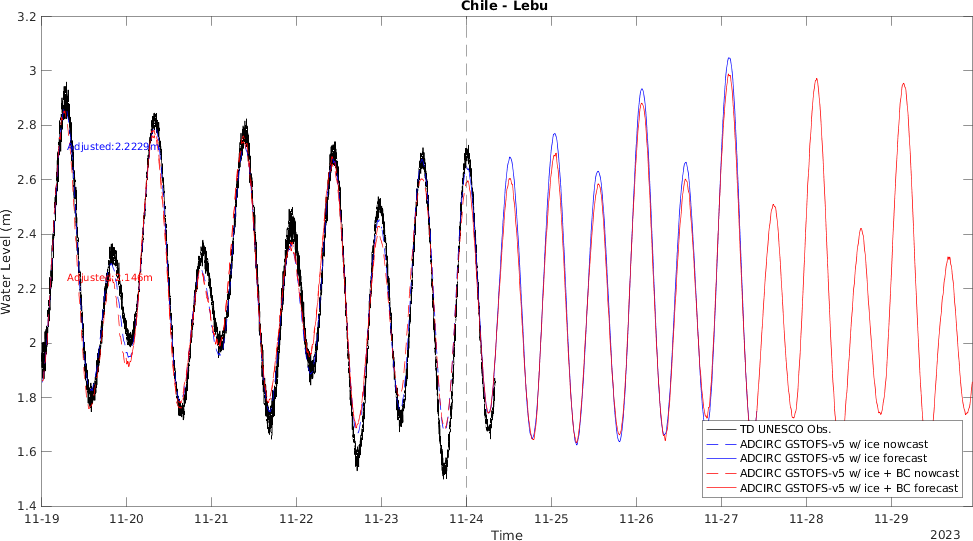 Chile - Lebu
3.2
3
2.8
2.6
2.4
2.2
2
1.8
1.6
1.4
Water Level (m)
Adjusted:2.2229m
Adjusted:2.146m
TD UNESCO Obs.
ADCIRC GSTOFS-v5 w/ ice nowcast
ADCIRC GSTOFS-v5 w/ ice forecast
ADCIRC GSTOFS-v5 w/ ice + BC nowcast
ADCIRC GSTOFS-v5 w/ ice + BC forecast
11-19 11-20 11-21 11-22 11-23 11-24 11-25 11-26 11-27 11-28 11-29
Time
2023